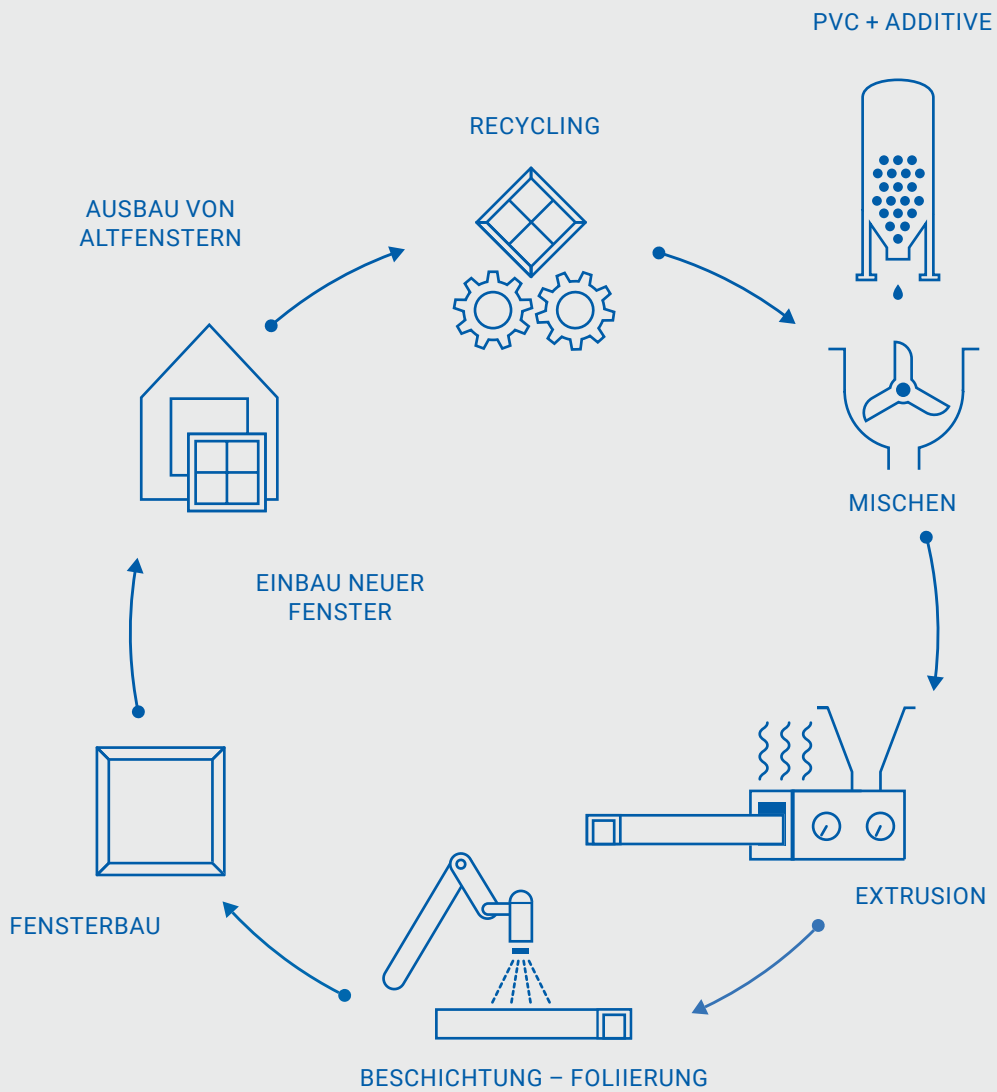 PVC + ADDITIVE
RECYCLING
AUSBAU VON
ALTFENSTERN
MISCHEN
EINBAU NEUER
FENSTER
EXTRUSION
FENSTERBAU
BESCHICHTUNG – FOLIIERUNG